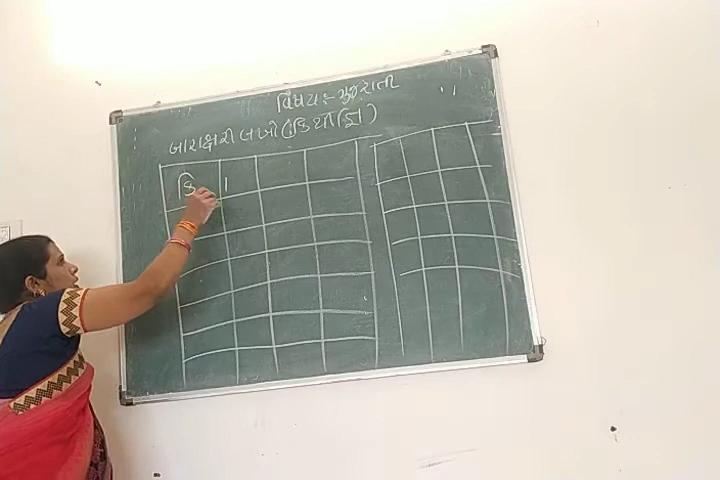 વિષય:- ગુજરાતી
બારાક્ષરી લખો (કિ થી જ્ઞિ)
કિ